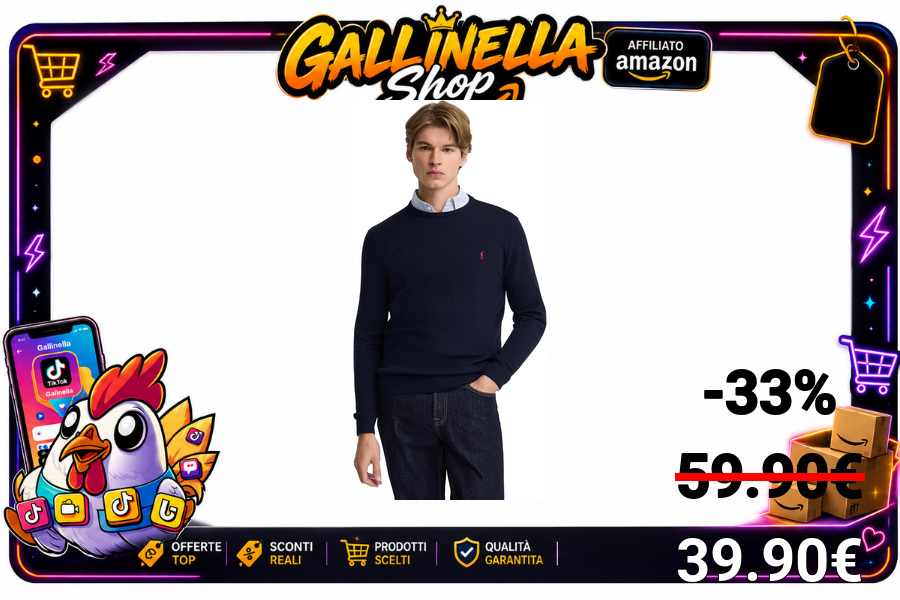 GALLINELLA
Shop
AFFILIATO
amazon
Gallinella
TikTok
Gallinella
-33%
59.90€
39.90€
OFFERTE
TOP
SCONTI
REALI
PRODOTTI
SCELTI
QUALITÀ
GARANTITA